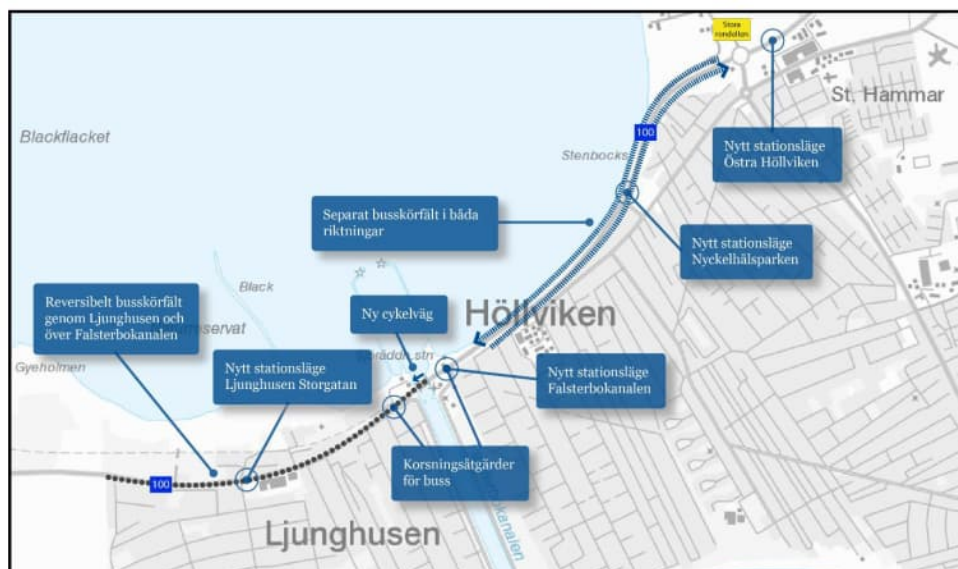 Stora
rondellen
St. Hammar
Nytt stationsläge
Östra Höllviken
Blackflacket
100
Stenbocks
Separat busskörfält i båda
riktningar
Nytt stationsläge
Nyckelhälsparken
Reversibelt busskörfält
genom Ljunghusen och
över Falsterbokanalen
Black
Ny cykelväg
Höllviken
Gyeholmen
Nytt stationsläge
Ljunghusen Storgatan
Nytt stationsläge
Falsterbokanalen
Korsningsåtgärder
för buss
100
Ljunghusen